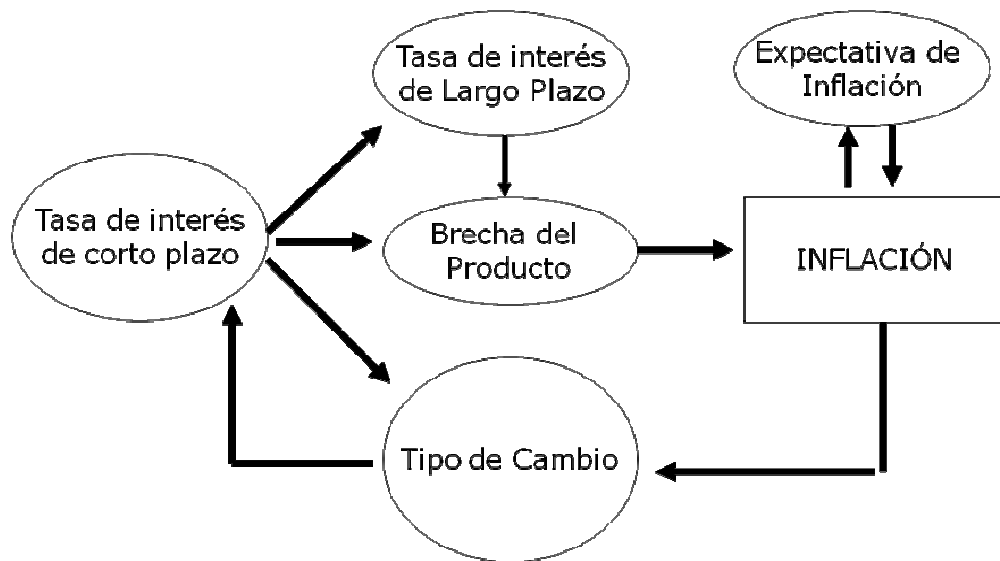 Tasa de interés
de Largo Plazo
Expectativa de
Inflación
Tasa de interés
de corto plazo
Brecha del
Producto
INFLACIÓN
Tipo de Cambio